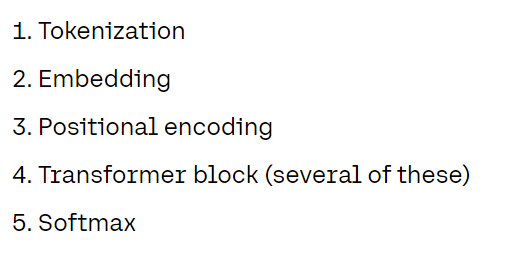 1. Tokenization
2. Embedding
3. Positional encoding
4. Transformer block (several of these)
5. Softmax